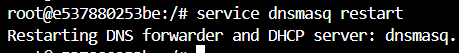 root@e537880253be:/# service dnsmasq restart
Restarting DNS forwarder and DHCP server: dnsmasq.